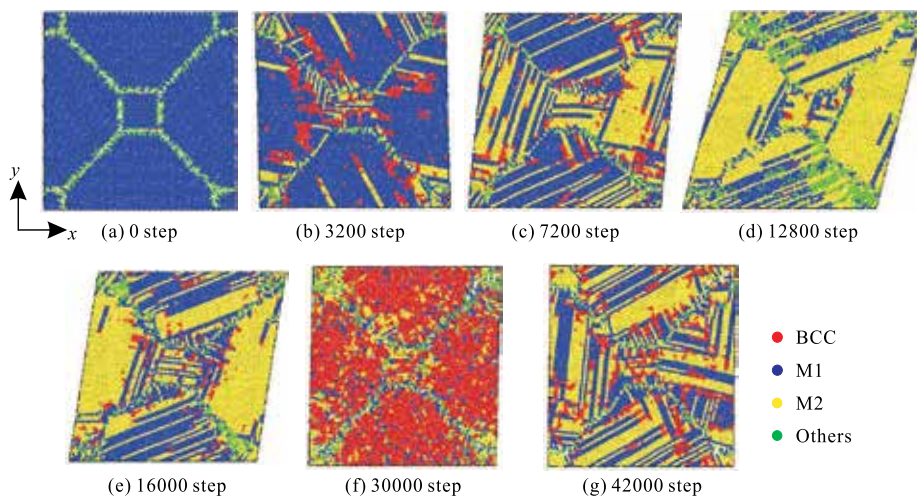 y
x
(a) 0 step
(b) 3200 step
(c) 7200 step
(d) 12800 step
BCC
M1
M2
Others
(e) 16000 step
(f) 30000 step
(g) 42000 step